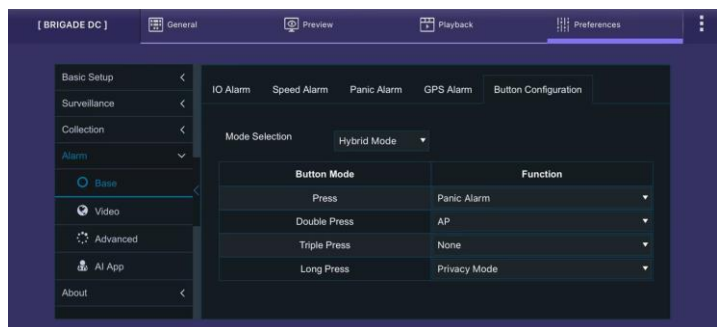 [ BRIGADE DC ] General Preview Playback Preferences
Basic Setup
Surveillance
Collection
Alarm
Base
Video
Advanced
AI App
About
IO Alarm Speed Alarm Panic Alarm GPS Alarm Button Configuration
Mode Selection Hybrid Mode
Button Mode Function
Press Panic Alarm
Double Press AP
Triple Press None
Long Press Privacy Mode